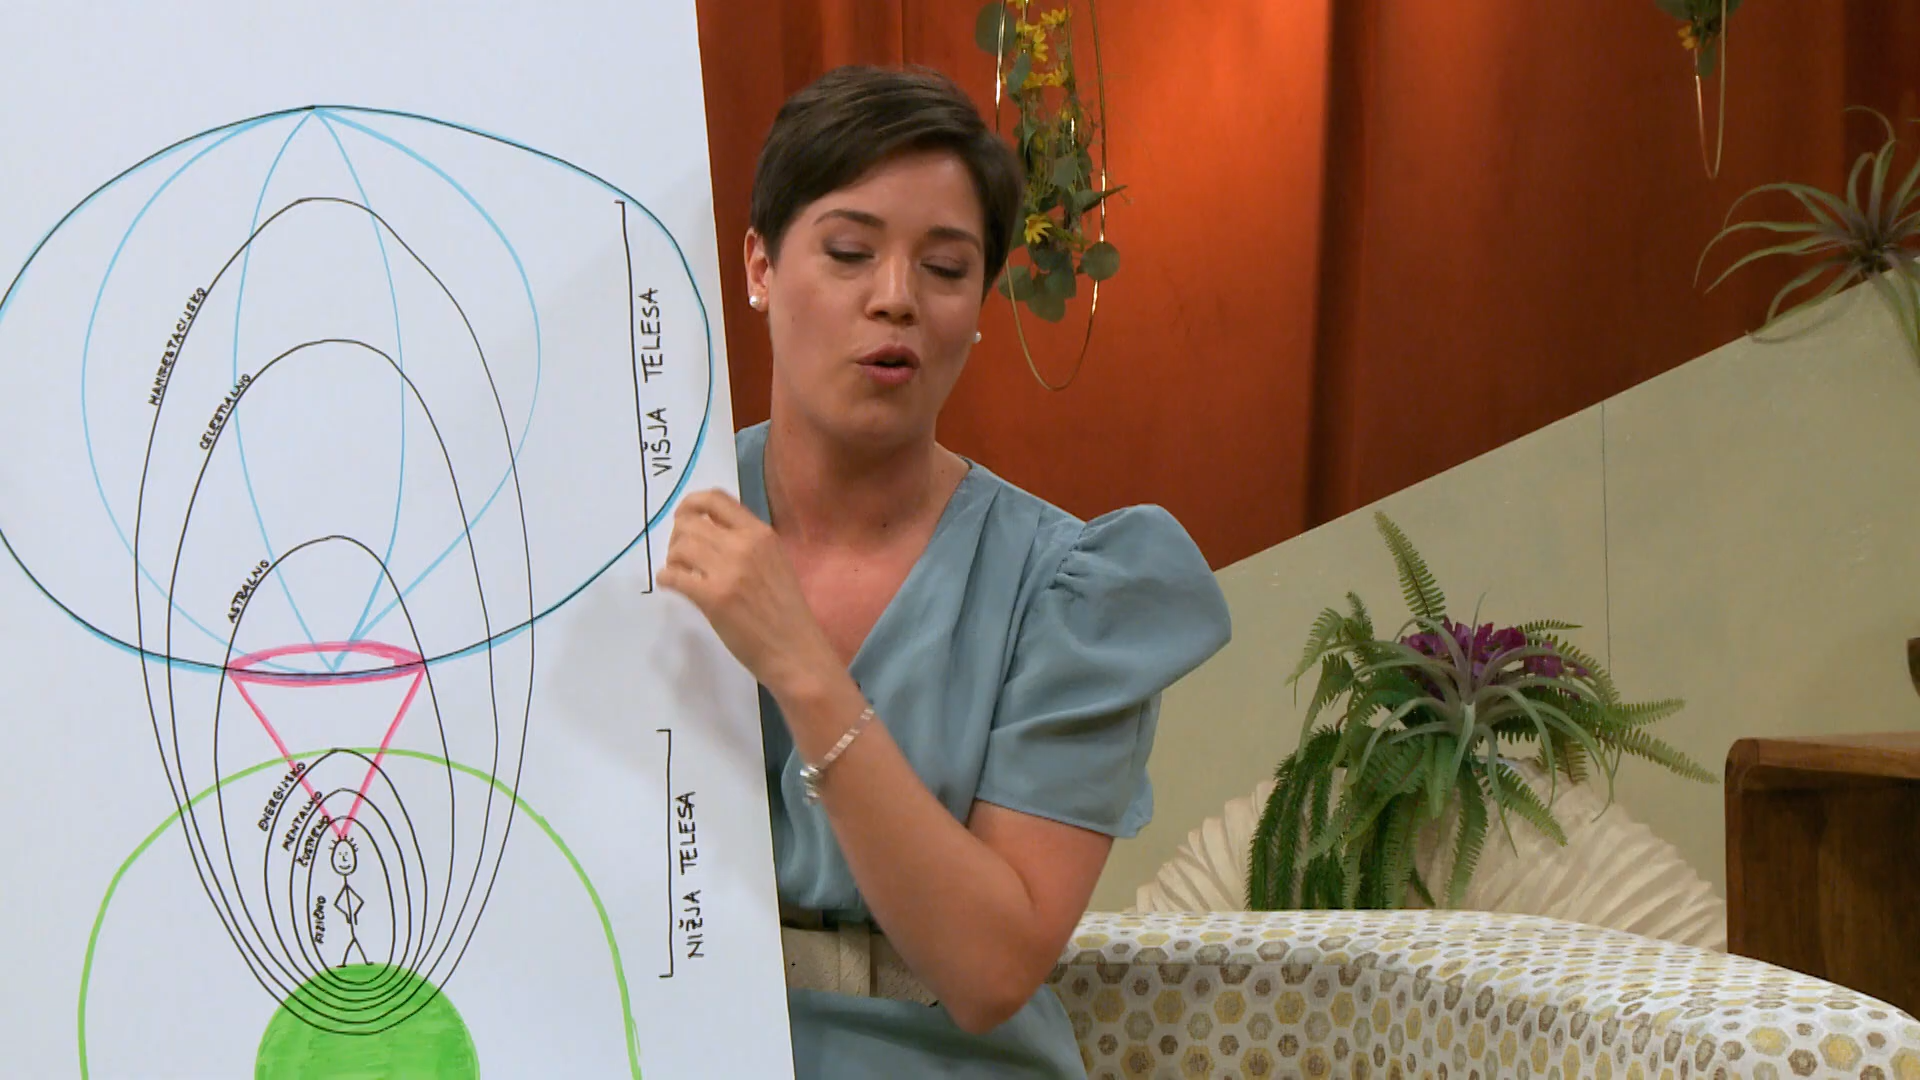 MANIFESTACIJSKO
CELESTIALNO
ASTRALNO
VIŠJA TELESA
ENERGIJSKO
MENTALNO
ČUSTVENO
FIZIČNO
NIŽJA TELESA